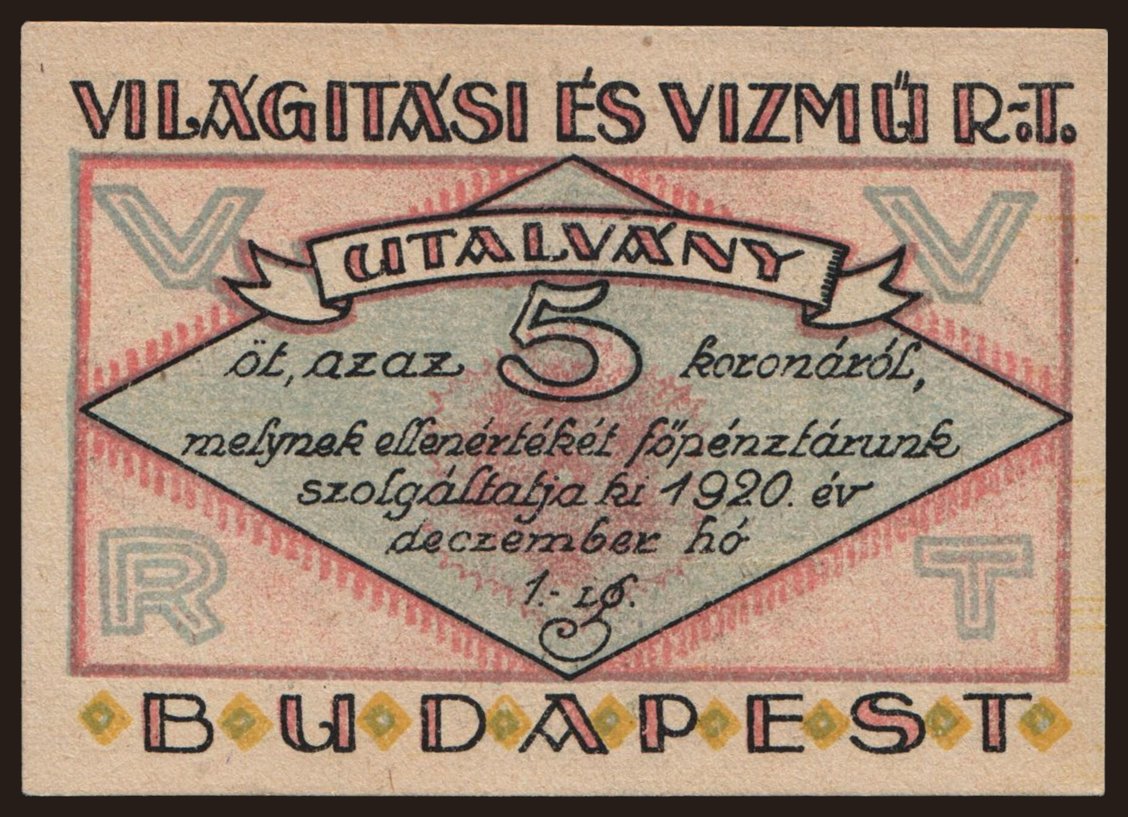 VILÁGITÁSI ÉS VIZMŰ R.-T.
V V
UTALVÁNY
öt, azaz 5 koronáról,
melynek ellenértékét főpénztárunk
szolgáltatja ki 1920. év
deczember hó
1.-ig.
R T
BUDAPEST